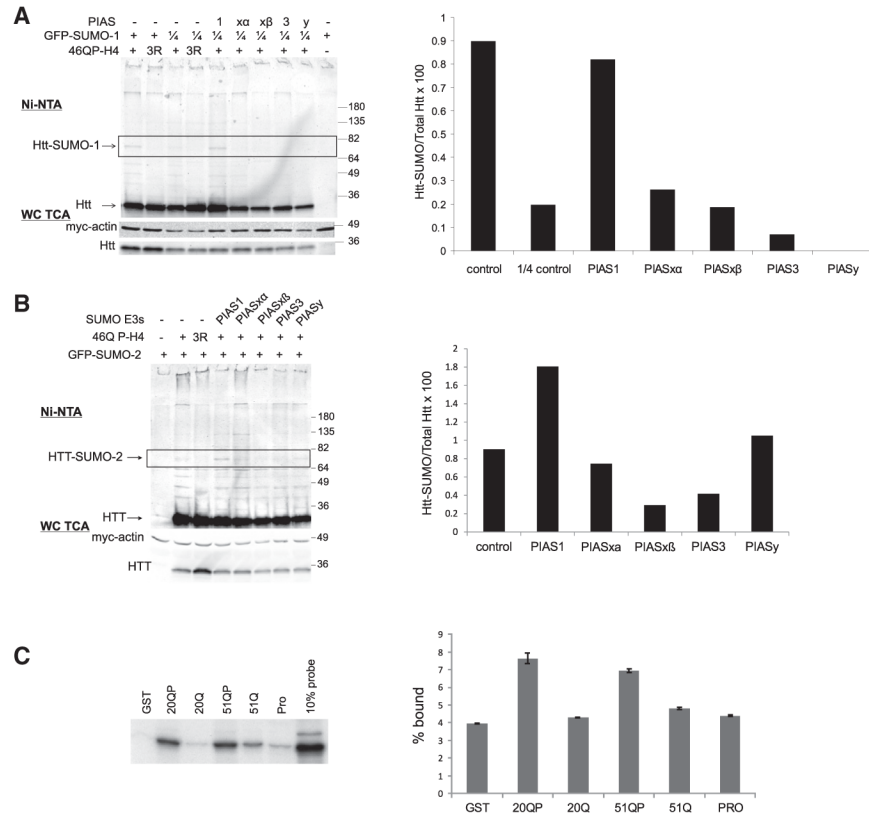 A
PIAS - - - - 1 xα xβ 3 y
GFP-SUMO-1 + + ¼ ¼ ¼ ¼ ¼ ¼ ¼ +
46QP-H4 + 3R + 3R + + + + + -
Ni-NTA
180
135
Htt-SUMO-1
82
64
49
36
Htt
WC TCA
myc-actin
49
Htt
36
Htt-SUMO/Total Htt x 100
1
0.9
0.8
0.7
0.6
0.5
0.4
0.3
0.2
0.1
0
control 1/4 control PIAS1 PIASxα PIASxβ PIAS3 PIASy
B
SUMO E3s - - - PIAS1 PIASxα PIASxß PIAS3 PIASy
46Q P-H4 - + 3R + + + + +
GFP-SUMO-2 + + + + + + + +
Ni-NTA
180
135
82
HTT-SUMO-2
64
49
36
HTT
WC TCA
myc-actin
49
HTT
36
Htt-SUMO/Total Htt x 100
2
1.8
1.6
1.4
1.2
1
0.8
0.6
0.4
0.2
0
control PIAS1 PIASxa PIASxß PIAS3 PIASy
C
GST 20QP 20Q 51QP 51Q Pro 10% probe
% bound
9
8
7
6
5
4
3
2
1
0
GST 20QP 20Q 51QP 51Q PRO